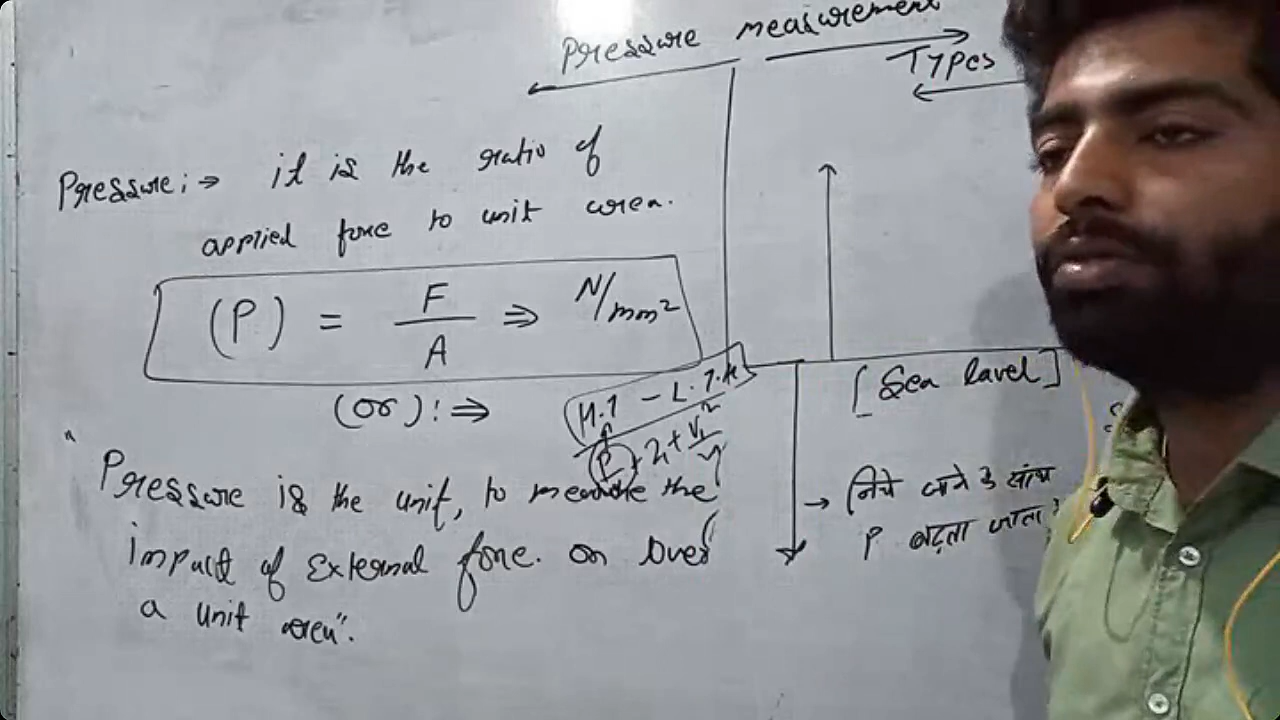 Pressure measurement
Types
Pressure :→ it is the ratio of
applied force to unit area.
(P) = F/A ⇒ N/mm²
(or) :⇒
"Pressure is the unit, to measure the
impact of External force. on over
a unit area".
[Sea lavel]
→ निचे जाने के साथ
P बढ़ता जाता